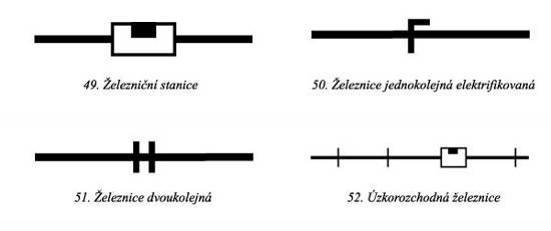 49. Železniční stanice
50. Železnice jednokolejná elektrifikovaná
51. Železnice dvoukolejná
52. Úzkorozchodná železnice